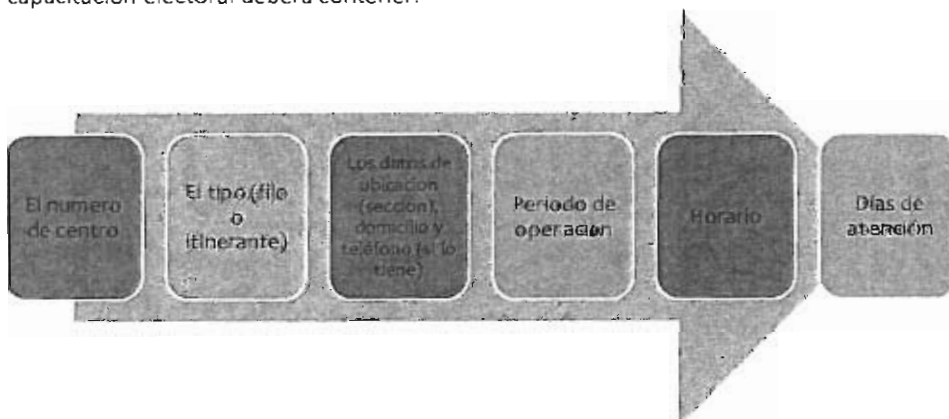 capacitación electoral deberá contener:
El numero
de centro
El tipo (fijo
o
itinerante)
Los datos de
ubicación
(sección),
domicilio y
teléfono (si lo
tiene)
Periodo de
operación
Horario
Días de
atención